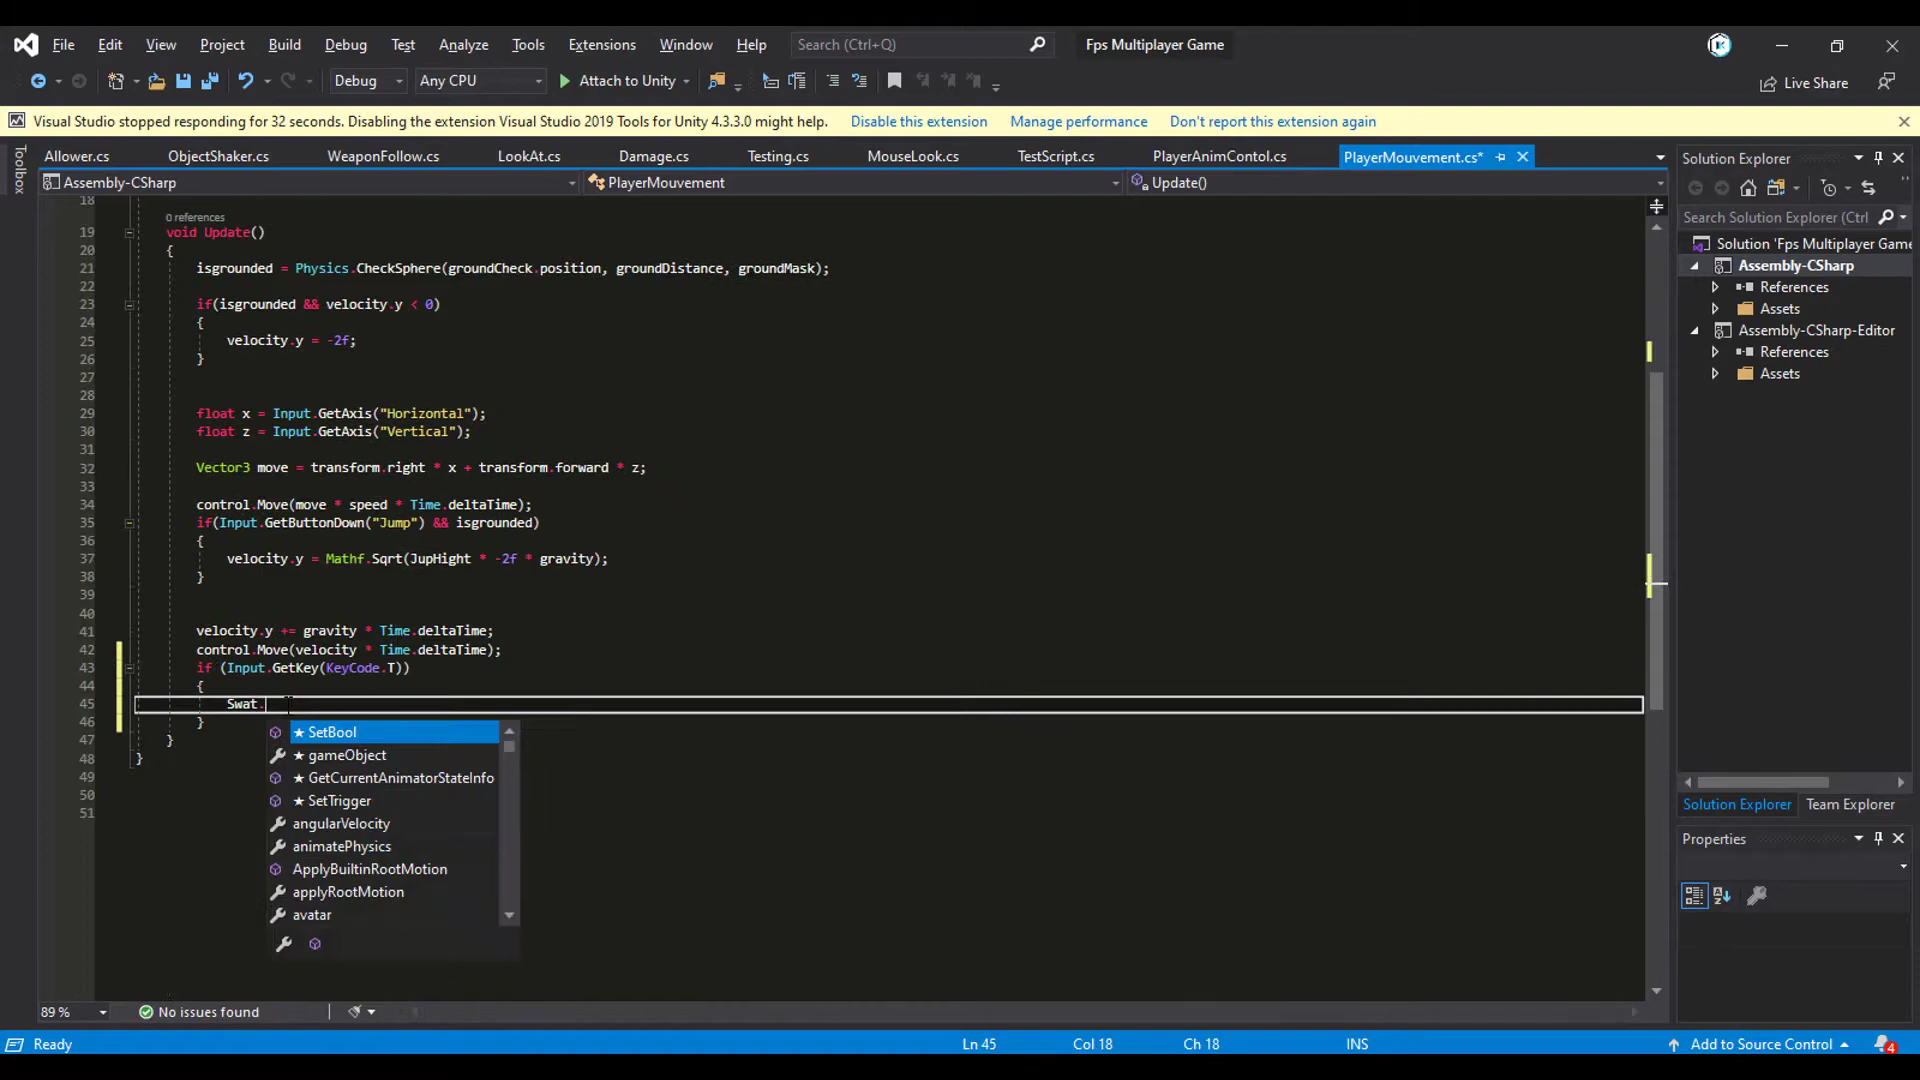 File Edit View Project Build Debug Test Analyze Tools Extensions Window Help Search (Ctrl+Q) Fps Multiplayer Game
Debug Any CPU Attach to Unity Live Share
Visual Studio stopped responding for 32 seconds. Disabling the extension Visual Studio 2019 Tools for Unity 4.3.3.0 might help. Disable this extension Manage performance Don't report this extension again
Toolbox
Allower.cs ObjectShaker.cs WeaponFollow.cs LookAt.cs Damage.cs Testing.cs MouseLook.cs TestScript.cs PlayerAnimContol.cs PlayerMouvement.cs*
Assembly-CSharp PlayerMouvement Update()
18
0 references
19 void Update()
20 {
21 isgrounded = Physics.CheckSphere(groundCheck.position, groundDistance, groundMask);
22
23 if(isgrounded && velocity.y < 0)
24 {
25 velocity.y = -2f;
26 }
27
28
29 float x = Input.GetAxis("Horizontal");
30 float z = Input.GetAxis("Vertical");
31
32 Vector3 move = transform.right * x + transform.forward * z;
33
34 control.Move(move * speed * Time.deltaTime);
35 if(Input.GetButtonDown("Jump") && isgrounded)
36 {
37 velocity.y = Mathf.Sqrt(JupHight * -2f * gravity);
38 }
39
40
41 velocity.y += gravity * Time.deltaTime;
42 control.Move(velocity * Time.deltaTime);
43 if (Input.GetKey(KeyCode.T))
44 {
45 Swat.
46 }
47 }
48 }
49
50
51
★ SetBool
★ gameObject
★ GetCurrentAnimatorStateInfo
★ SetTrigger
angularVelocity
animatePhysics
ApplyBuiltinRootMotion
applyRootMotion
avatar
89 % No issues found
Solution Explorer
Search Solution Explorer (Ctrl
Solution 'Fps Multiplayer Game
Assembly-CSharp
References
Assets
Assembly-CSharp-Editor
References
Assets
Solution Explorer Team Explorer
Properties
Ready Ln 45 Col 18 Ch 18 INS Add to Source Control 4